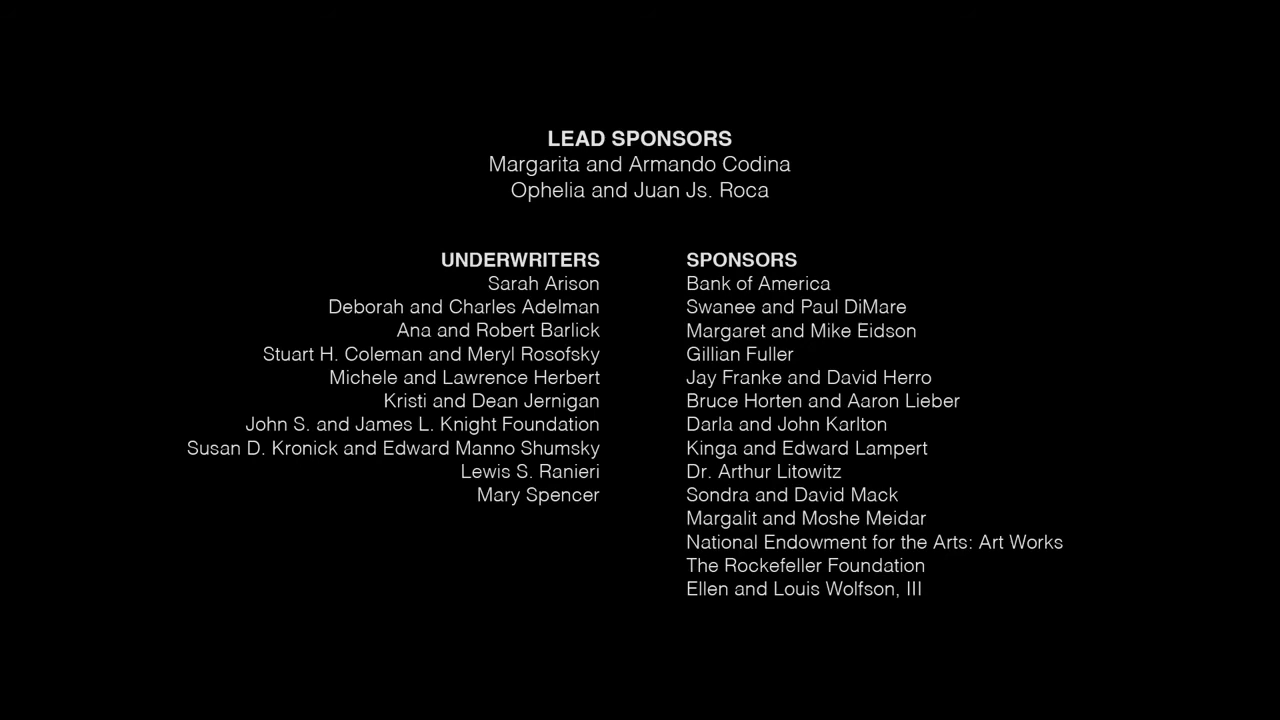 LEAD SPONSORS
Margarita and Armando Codina
Ophelia and Juan Js. Roca
UNDERWRITERS
Sarah Arison
Deborah and Charles Adelman
Ana and Robert Barlick
Stuart H. Coleman and Meryl Rosofsky
Michele and Lawrence Herbert
Kristi and Dean Jernigan
John S. and James L. Knight Foundation
Susan D. Kronick and Edward Manno Shumsky
Lewis S. Ranieri
Mary Spencer
SPONSORS
Bank of America
Swanee and Paul DiMare
Margaret and Mike Eidson
Gillian Fuller
Jay Franke and David Herro
Bruce Horten and Aaron Lieber
Darla and John Karlton
Kinga and Edward Lampert
Dr. Arthur Litowitz
Sondra and David Mack
Margalit and Moshe Meidar
National Endowment for the Arts: Art Works
The Rockefeller Foundation
Ellen and Louis Wolfson, III